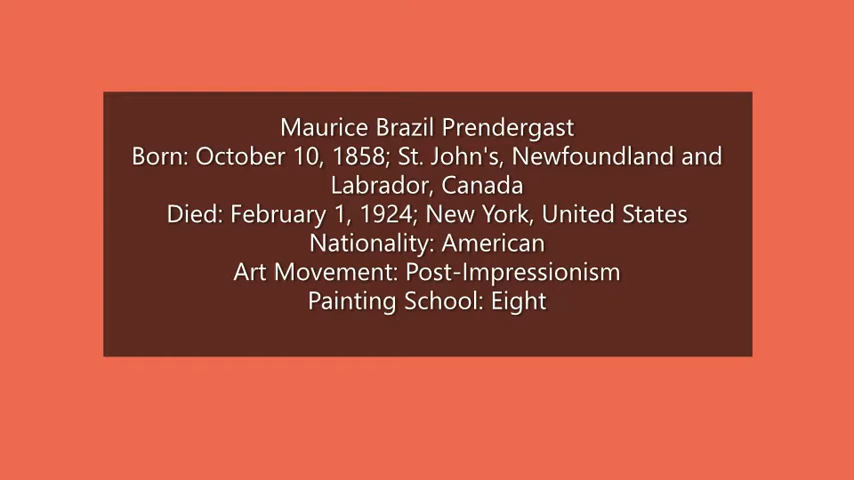 Maurice Brazil Prendergast
Born: October 10, 1858; St. John's, Newfoundland and
Labrador, Canada
Died: February 1, 1924; New York, United States
Nationality: American
Art Movement: Post-Impressionism
Painting School: Eight